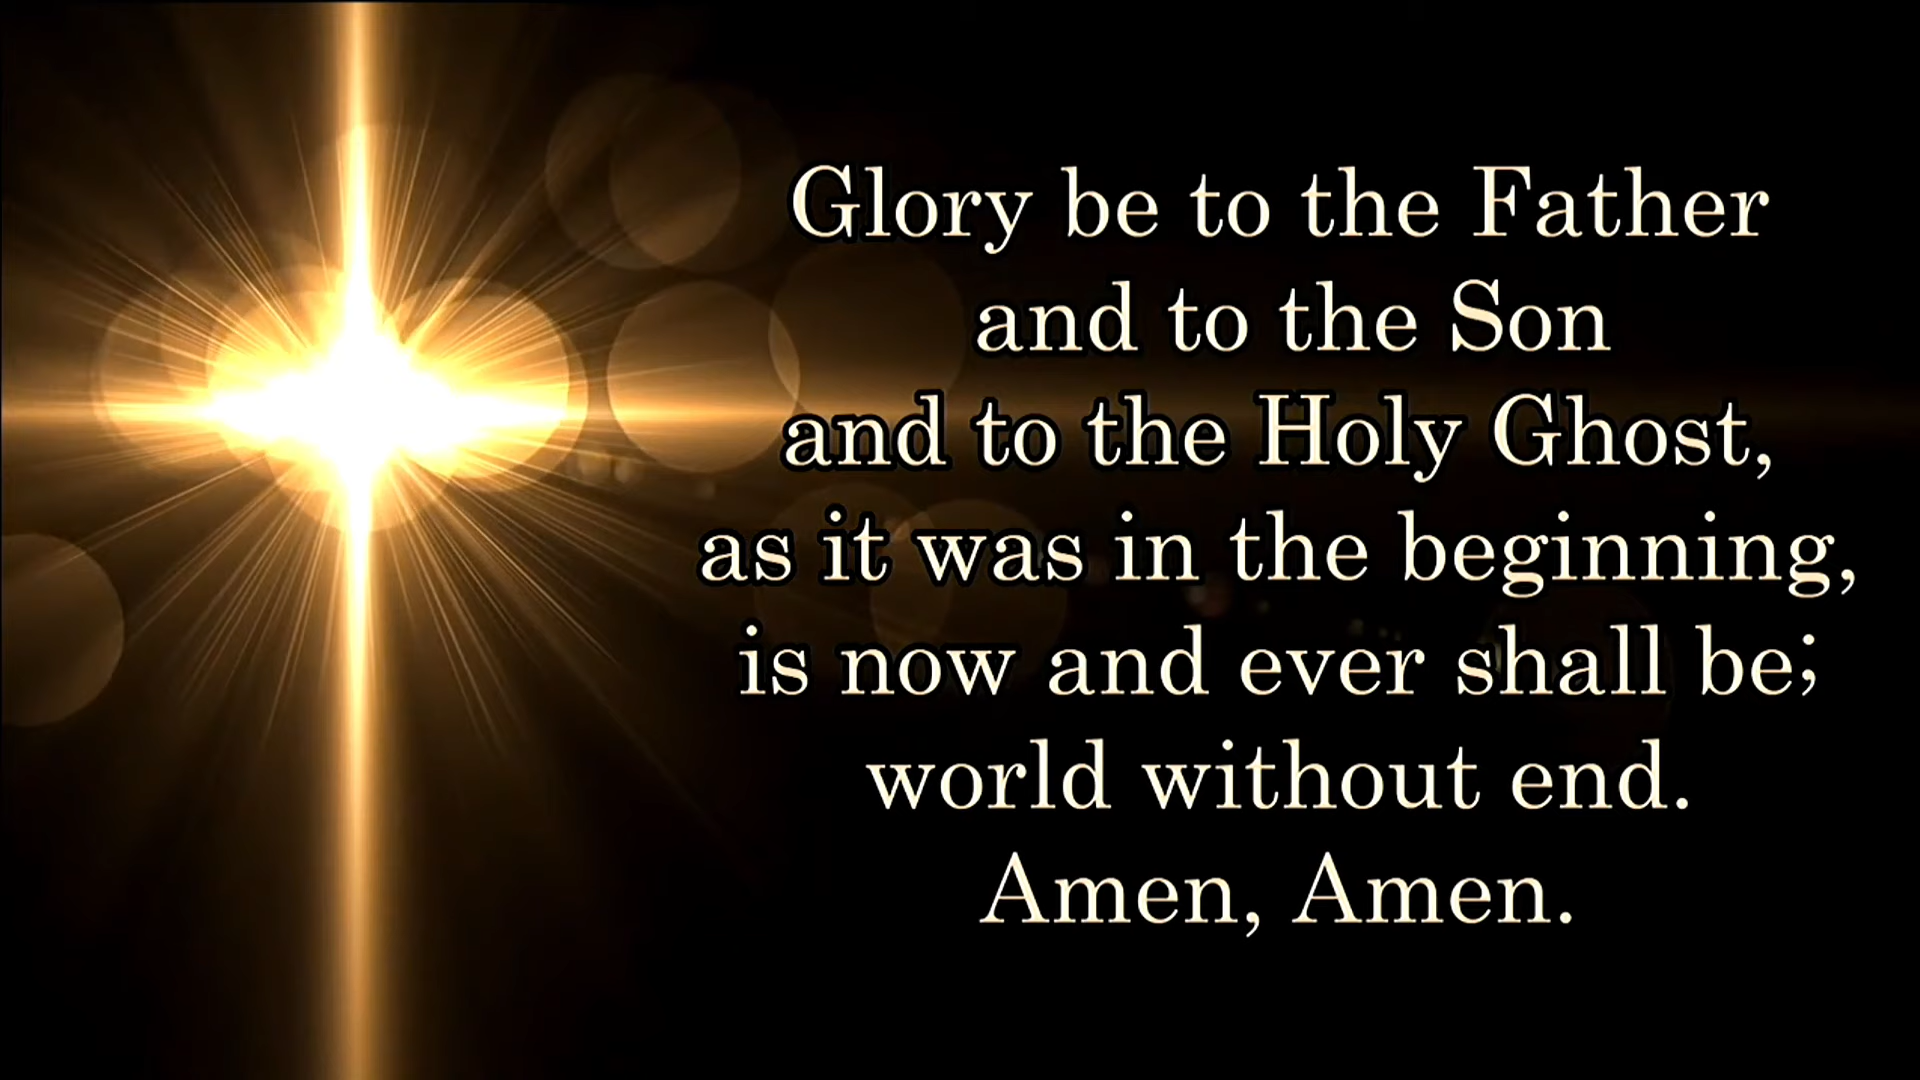 Glory be to the Father
and to the Son
and to the Holy Ghost,
as it was in the beginning,
is now and ever shall be;
world without end.
Amen, Amen.